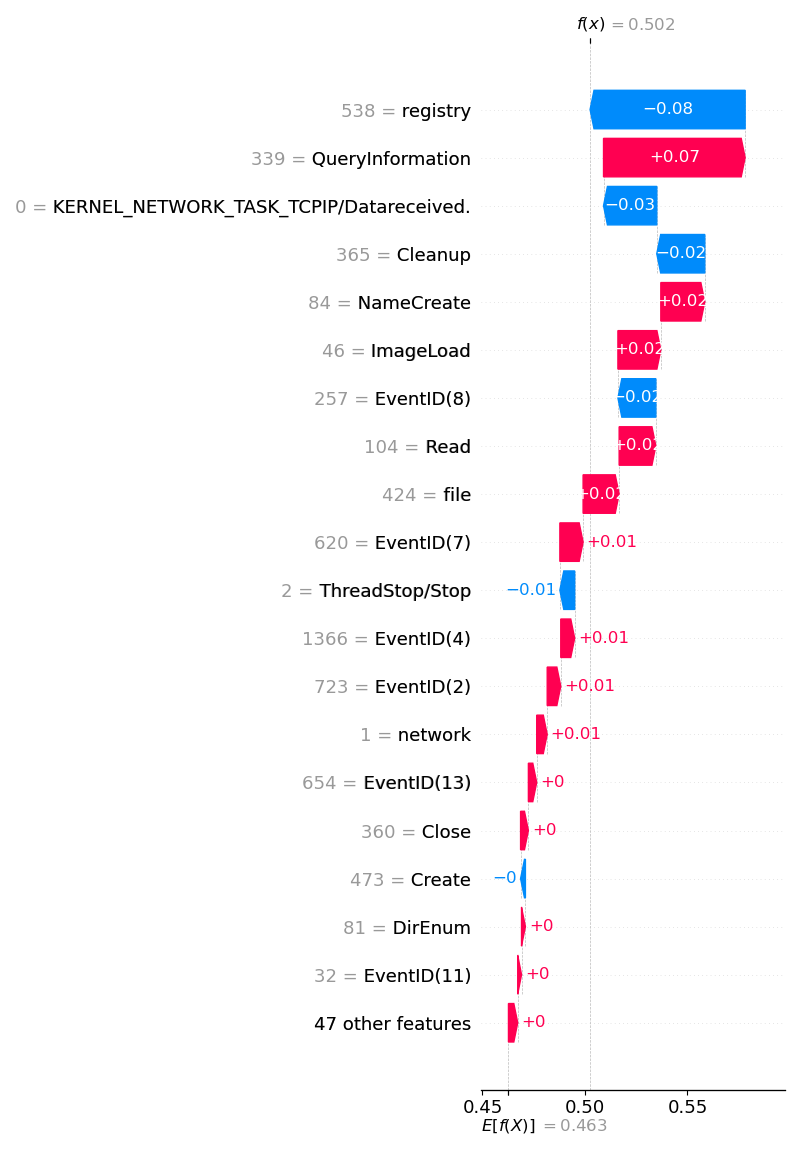 f(x) = 0.502
538 = registry −0.08
339 = QueryInformation +0.07
0 = KERNEL_NETWORK_TASK_TCPIP/Datareceived. −0.03
365 = Cleanup −0.02
84 = NameCreate +0.02
46 = ImageLoad +0.02
257 = EventID(8) −0.02
104 = Read +0.02
424 = file +0.02
620 = EventID(7) +0.01
2 = ThreadStop/Stop −0.01
1366 = EventID(4) +0.01
723 = EventID(2) +0.01
1 = network +0.01
654 = EventID(13) +0
360 = Close +0
473 = Create −0
81 = DirEnum +0
32 = EventID(11) +0
47 other features +0
0.45 0.50 0.55
E[f(X)] = 0.463